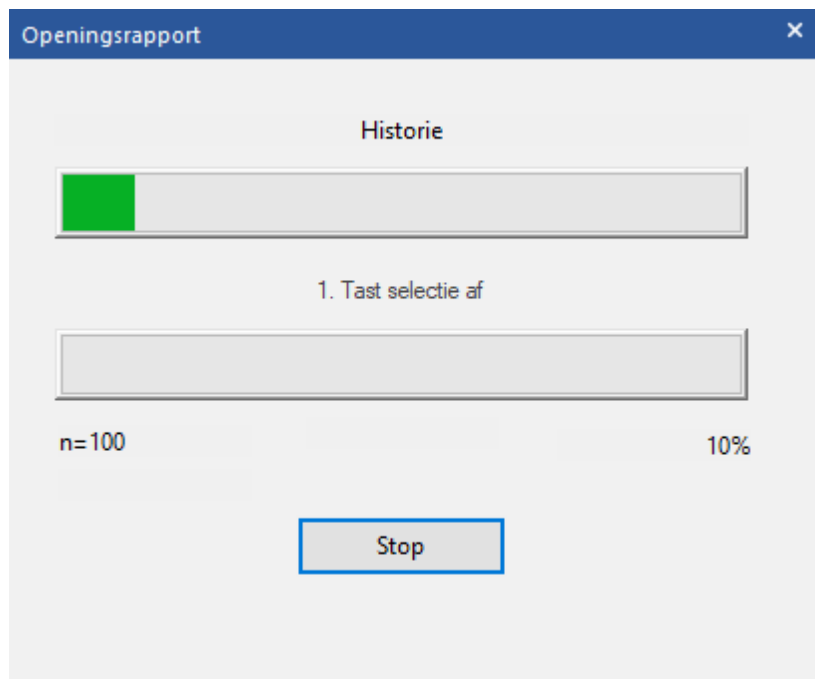 Openingsrapport
Historie
1. Tast selectie af
n=100
10%
Stop